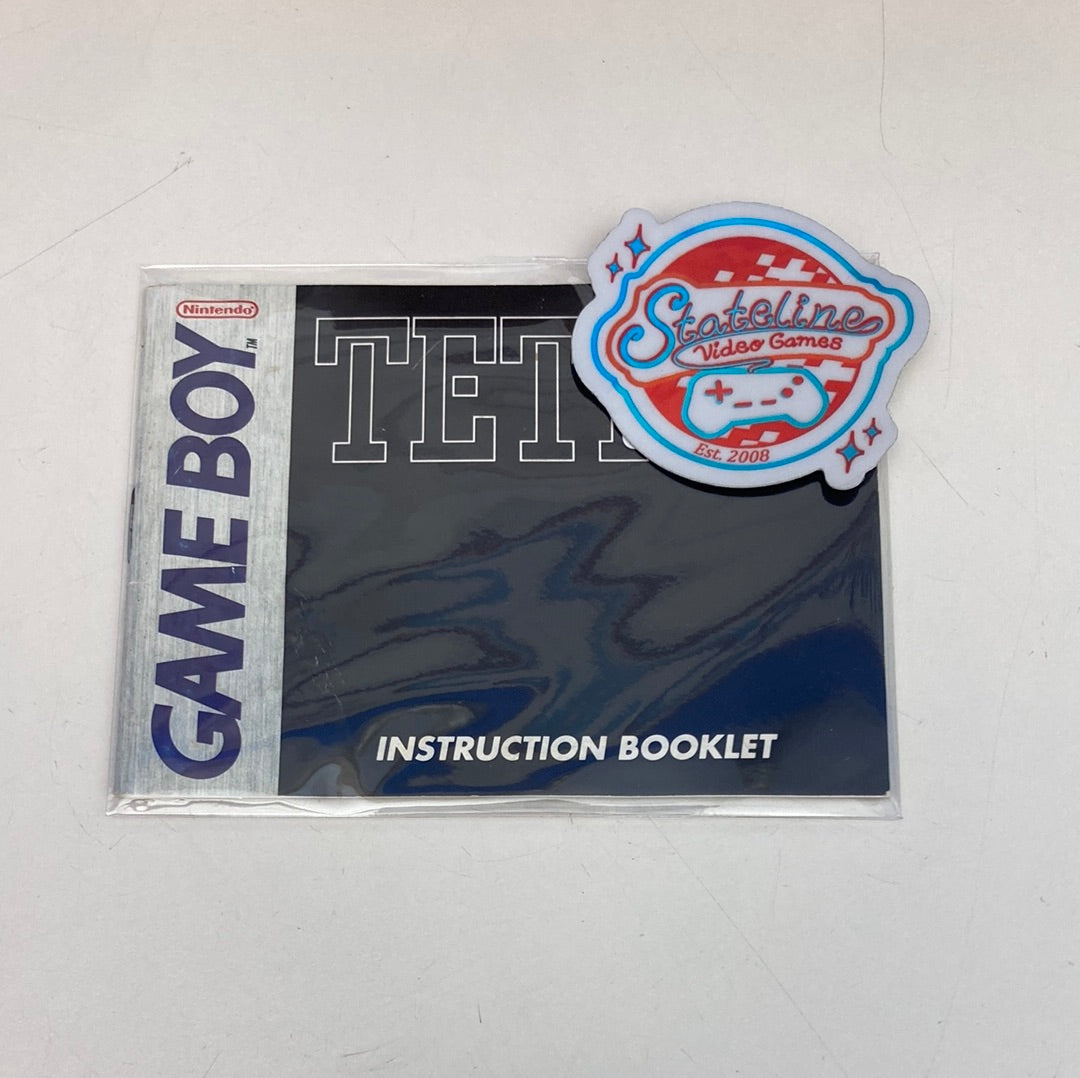 Nintendo
GAME BOY™
TET
Stateline
Video Games
Est. 2008
INSTRUCTION BOOKLET